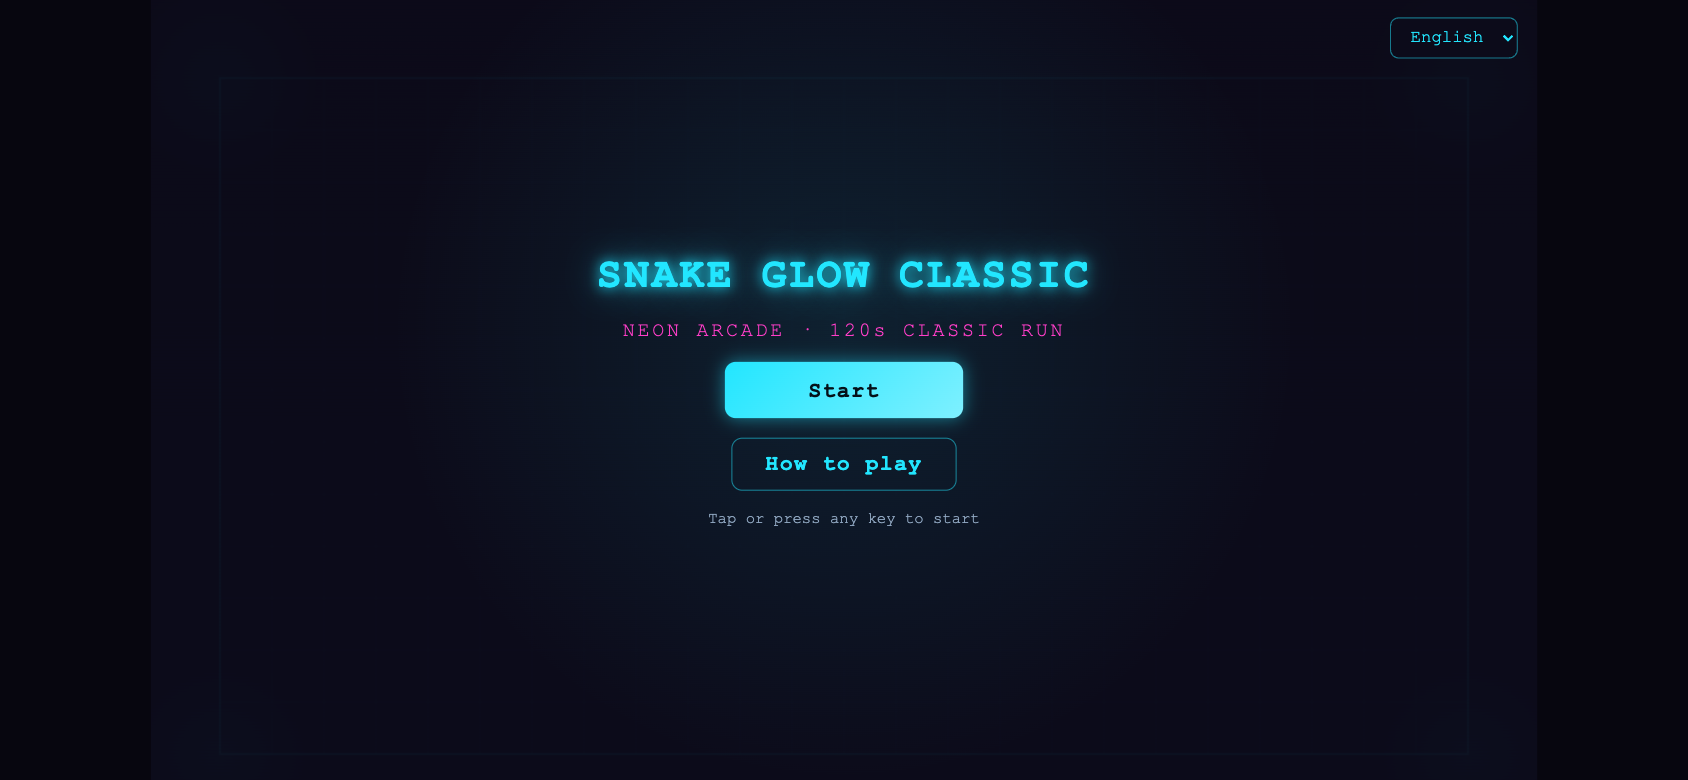 English
SNAKE GLOW CLASSIC
NEON ARCADE · 120s CLASSIC RUN
Start
How to play
Tap or press any key to start